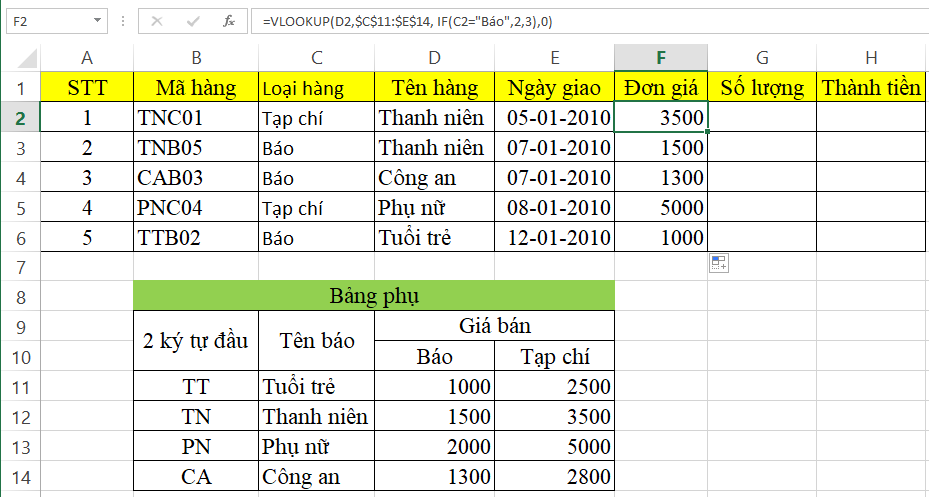 F2 fx =VLOOKUP(D2,$C$11:$E$14, IF(C2="Báo",2,3),0)
A B C D E F G H
1 STT Mã hàng Loại hàng Tên hàng Ngày giao Đơn giá Số lượng Thành tiền
2 1 TNC01 Tạp chí Thanh niên 05-01-2010 3500
3 2 TNB05 Báo Thanh niên 07-01-2010 1500
4 3 CAB03 Báo Công an 07-01-2010 1300
5 4 PNC04 Tạp chí Phụ nữ 08-01-2010 5000
6 5 TTB02 Báo Tuổi trẻ 12-01-2010 1000
7
8 Bảng phụ
9 2 ký tự đầu Tên báo Giá bán
10 Báo Tạp chí
11 TT Tuổi trẻ 1000 2500
12 TN Thanh niên 1500 3500
13 PN Phụ nữ 2000 5000
14 CA Công an 1300 2800